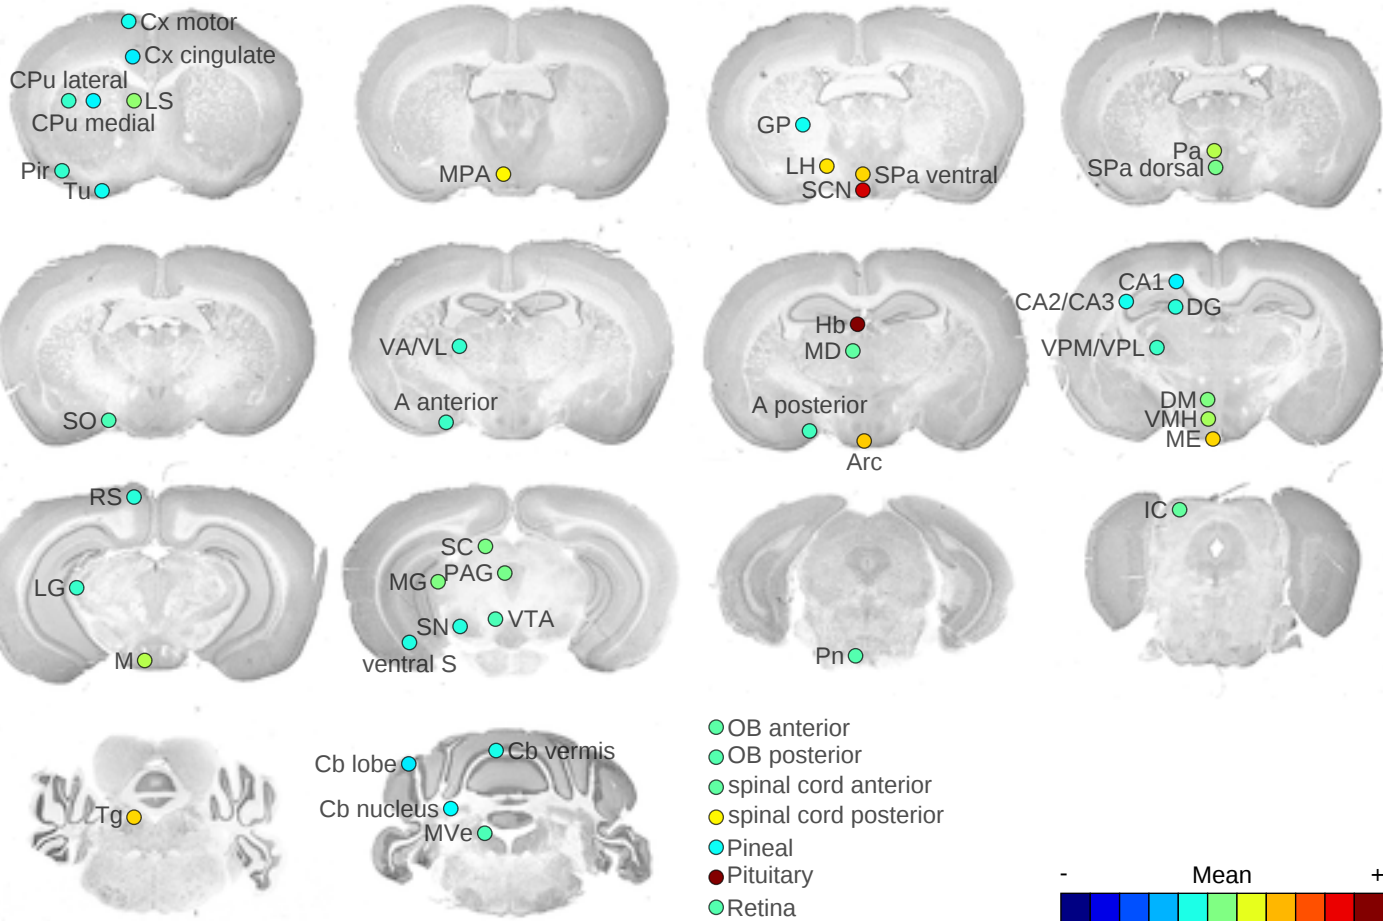 Cx motor
Cx cingulate
CPu lateral
LS
CPu medial
Pir
Tu
MPA
GP
LH
SPa ventral
SCN
Pa
SPa dorsal
SO
VA/VL
A anterior
Hb
MD
A posterior
Arc
CA1
CA2/CA3
DG
VPM/VPL
DM
VMH
ME
RS
LG
M
SC
PAG
MG
VTA
SN
ventral S
Pn
IC
Tg
Cb vermis
Cb lobe
Cb nucleus
MVe
OB anterior
OB posterior
spinal cord anterior
spinal cord posterior
Pineal
Pituitary
Retina
- Mean +